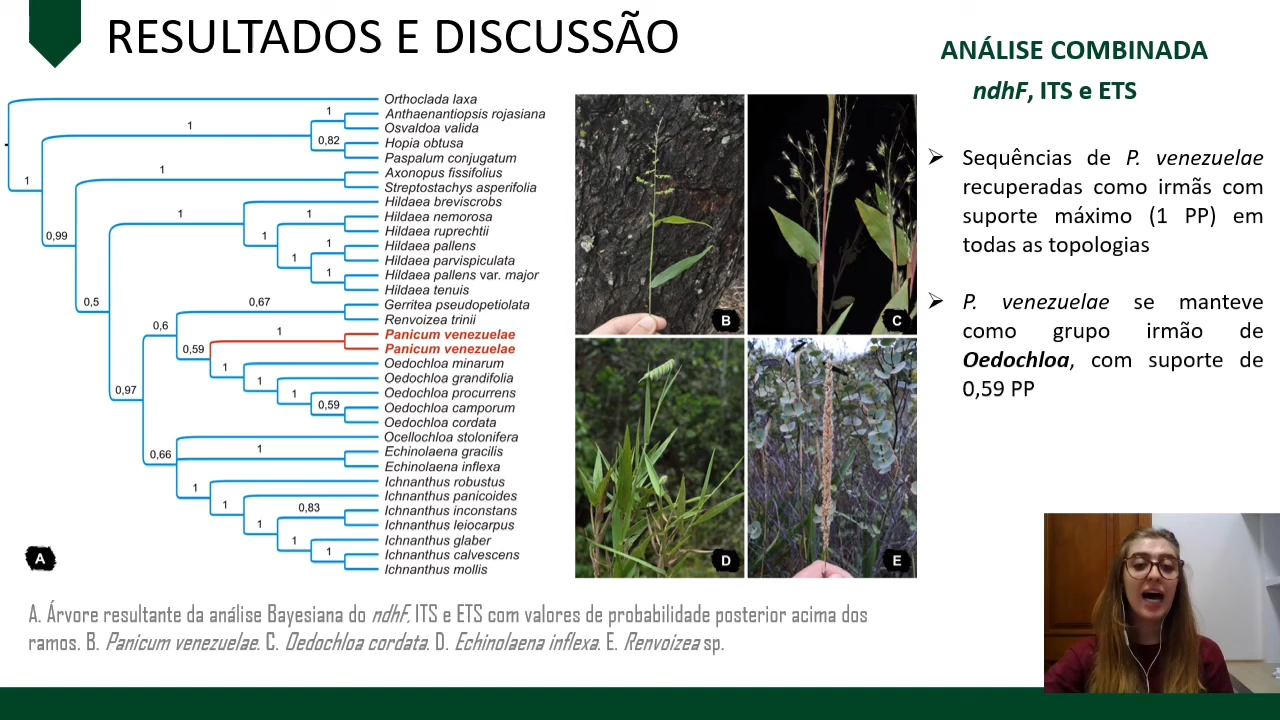 RESULTADOS E DISCUSSÃO
ANÁLISE COMBINADA
ndhF, ITS e ETS
Orthoclada laxa
Anthaenantiopsis rojasiana
Osvaldoa valida
Hopia obtusa
Paspalum conjugatum
Axonopus fissifolius
Streptostachys asperifolia
Hildaea breviscrobs
Hildaea nemorosa
Hildaea ruprechtii
Hildaea pallens
Hildaea parvispiculata
Hildaea pallens var. major
Hildaea tenuis
Gerritea pseudopetiolata
Renvoizea trinii
Panicum venezuelae
Panicum venezuelae
Oedochloa minarum
Oedochloa grandifolia
Oedochloa procurrens
Oedochloa camporum
Oedochloa cordata
Ocellochloa stolonifera
Echinolaena gracilis
Echinolaena inflexa
Ichnanthus robustus
Ichnanthus panicoides
Ichnanthus inconstans
Ichnanthus leiocarpus
Ichnanthus glaber
Ichnanthus calvescens
Ichnanthus mollis
1
1
0,82
1
1
0,99
1
1
1
1
1
1
0,5
0,67
0,6
1
0,59
1
1
1
0,59
0,97
0,66
1
1
1
0,83
1
1
1
A
B
C
D
E
➢ Sequências de P. venezuelae
recuperadas como irmãs com
suporte máximo (1 PP) em
todas as topologias
➢ P. venezuelae se manteve
como grupo irmão de
Oedochloa, com suporte de
0,59 PP
A. Árvore resultante da análise Bayesiana do ndhF, ITS e ETS com valores de probabilidade posterior acima dos
ramos. B. Panicum venezuelae. C. Oedochloa cordata. D. Echinolaena inflexa. E. Renvoizea sp.